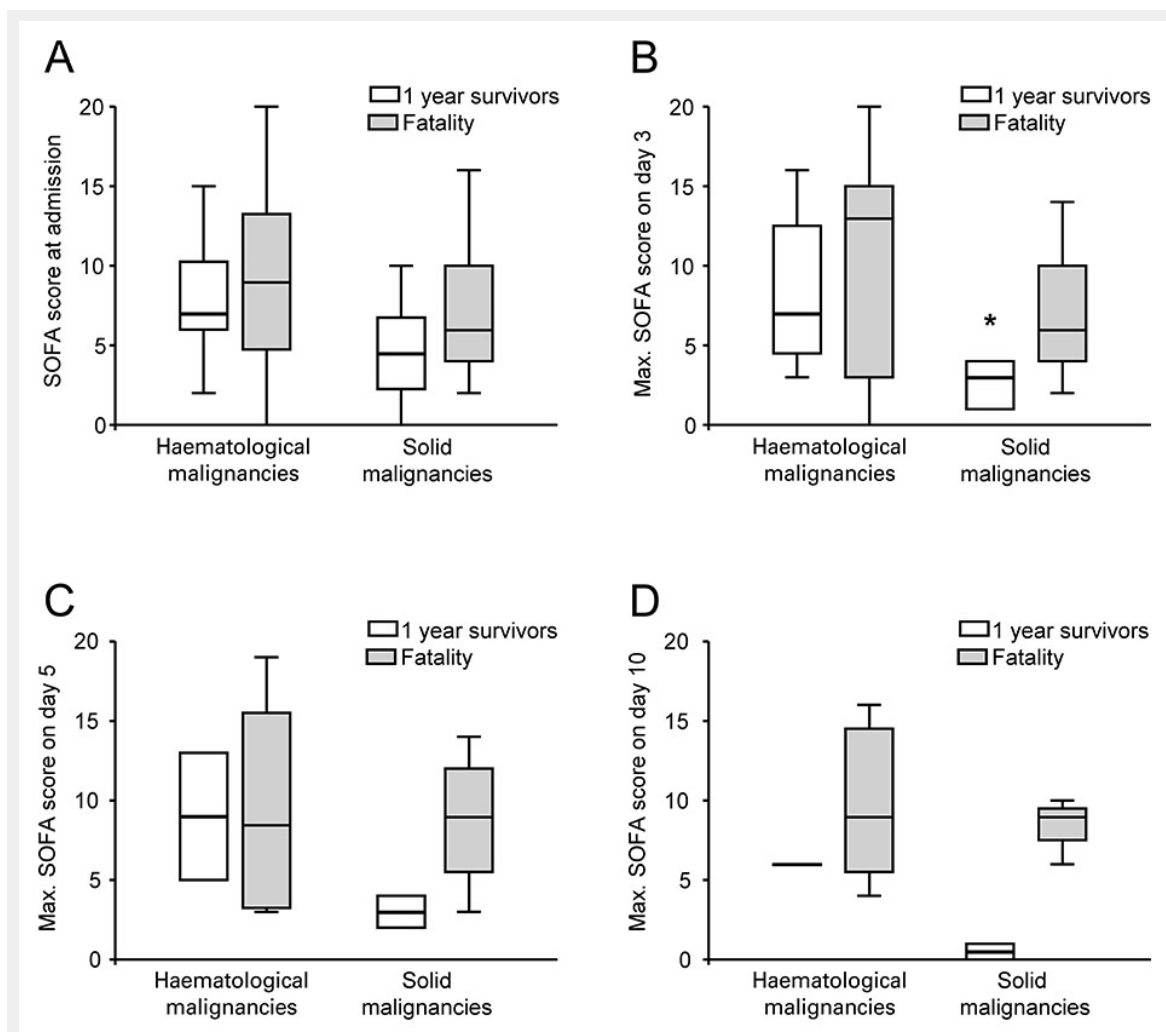 A
1 year survivors
Fatality
SOFA score at admission
20
15
10
5
0
Haematological
malignancies
Solid
malignancies
B
1 year survivors
Fatality
Max. SOFA score on day 3
20
15
10
5
0
*
Haematological
malignancies
Solid
malignancies
C
1 year survivors
Fatality
Max. SOFA score on day 5
20
15
10
5
0
Haematological
malignancies
Solid
malignancies
D
1 year survivors
Fatality
Max. SOFA score on day 10
20
15
10
5
0
Haematological
malignancies
Solid
malignancies